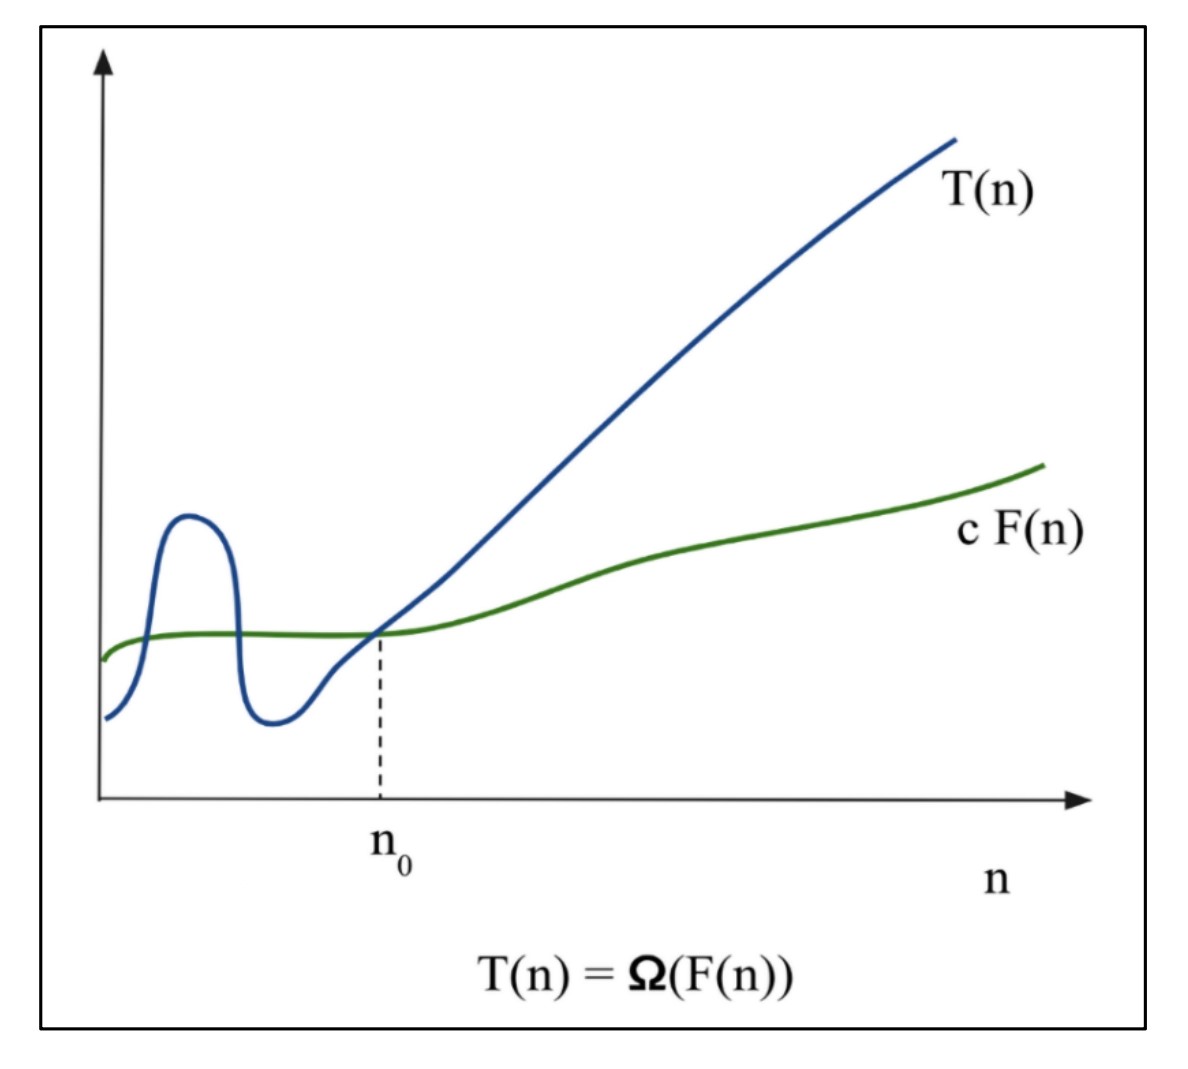 T(n)
c F(n)
n₀
n
T(n) = Ω(F(n))